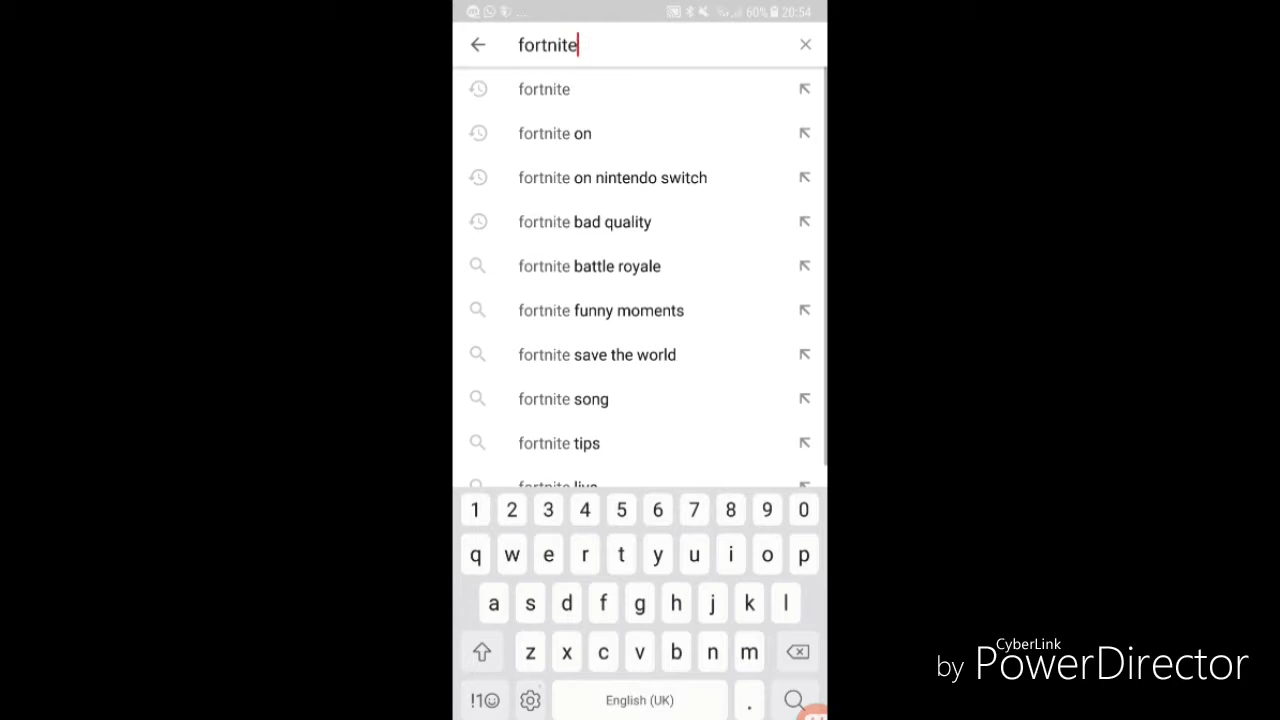 ... 60% 20:54
fortnite
fortnite
fortnite on
fortnite on nintendo switch
fortnite bad quality
fortnite battle royale
fortnite funny moments
fortnite save the world
fortnite song
fortnite tips
fortnite live
1 2 3 4 5 6 7 8 9 0
q w e r t y u i o p
a s d f g h j k l
z x c v b n m
!1☺ English (UK) .
CyberLink
by PowerDirector